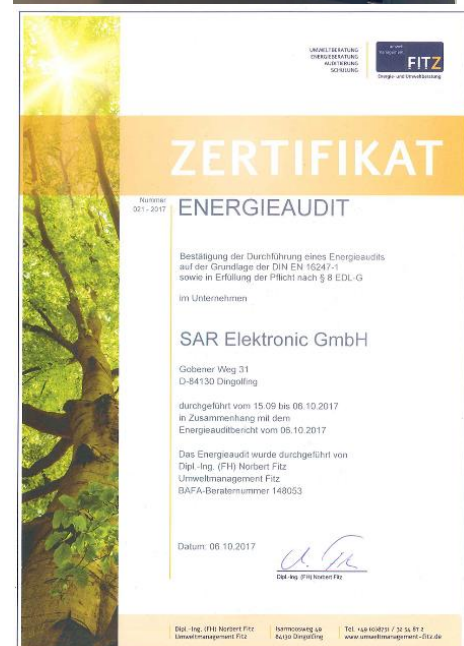 UMWELTBERATUNG
ENERGIEBERATUNG
AUDITIERUNG
SCHULUNG
FITZ
Energie- und Umweltberatung
ZERTIFIKAT
Nummer
021 - 2017
ENERGIEAUDIT
Bestätigung der Durchführung eines Energieaudits
auf der Grundlage der DIN EN 16247-1
sowie in Erfüllung der Pflicht nach § 8 EDL-G
im Unternehmen
SAR Elektronic GmbH
Gobener Weg 31
D-84130 Dingolfing
durchgeführt vom 15.09 bis 06.10.2017
in Zusammenhang mit dem
Energieauditbericht vom 06.10.2017
Das Energieaudit wurde durchgeführt von
Dipl.-Ing. (FH) Norbert Fitz
Umweltmanagement Fitz
BAFA-Beraternummer 148053
Datum: 06.10.2017
Dipl.-Ing. (FH) Norbert Fitz
Dipl.-Ing. (FH) Norbert Fitz
Umweltmanagement Fitz
84130 Dingolfing
www.umweltmanagement-fitz.de